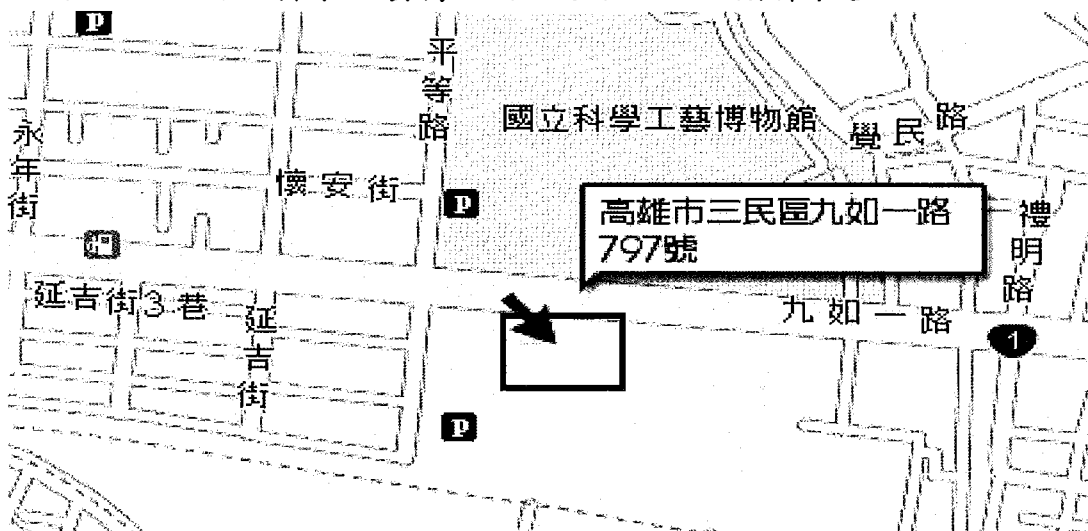 P
平等路
國立科學工藝博物館
覺民路
永年街
懷安街
P
高雄市三民區九如一路
797號
禮明路
延吉街3巷
延吉街
九如一路
1
P